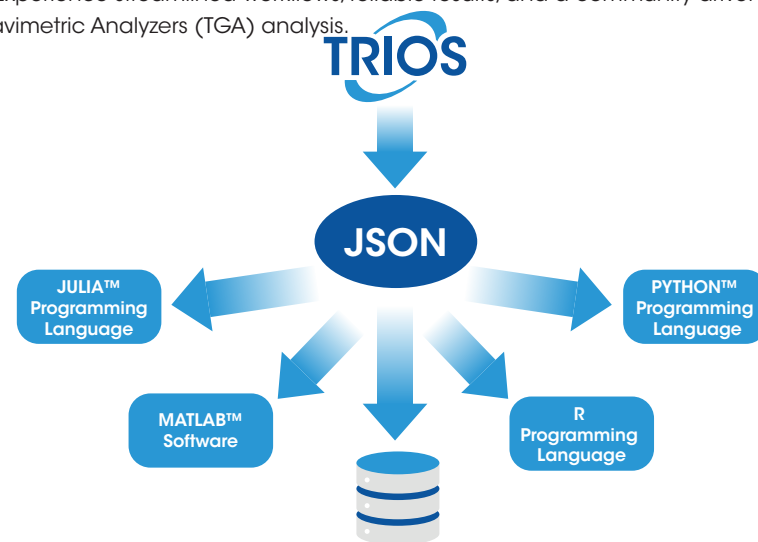 avimetric Analyzers (TGA) analysis.
TRIOS
JSON
JULIA™
Programming
Language
PYTHON™
Programming
Language
MATLAB™
Software
R
Programming
Language